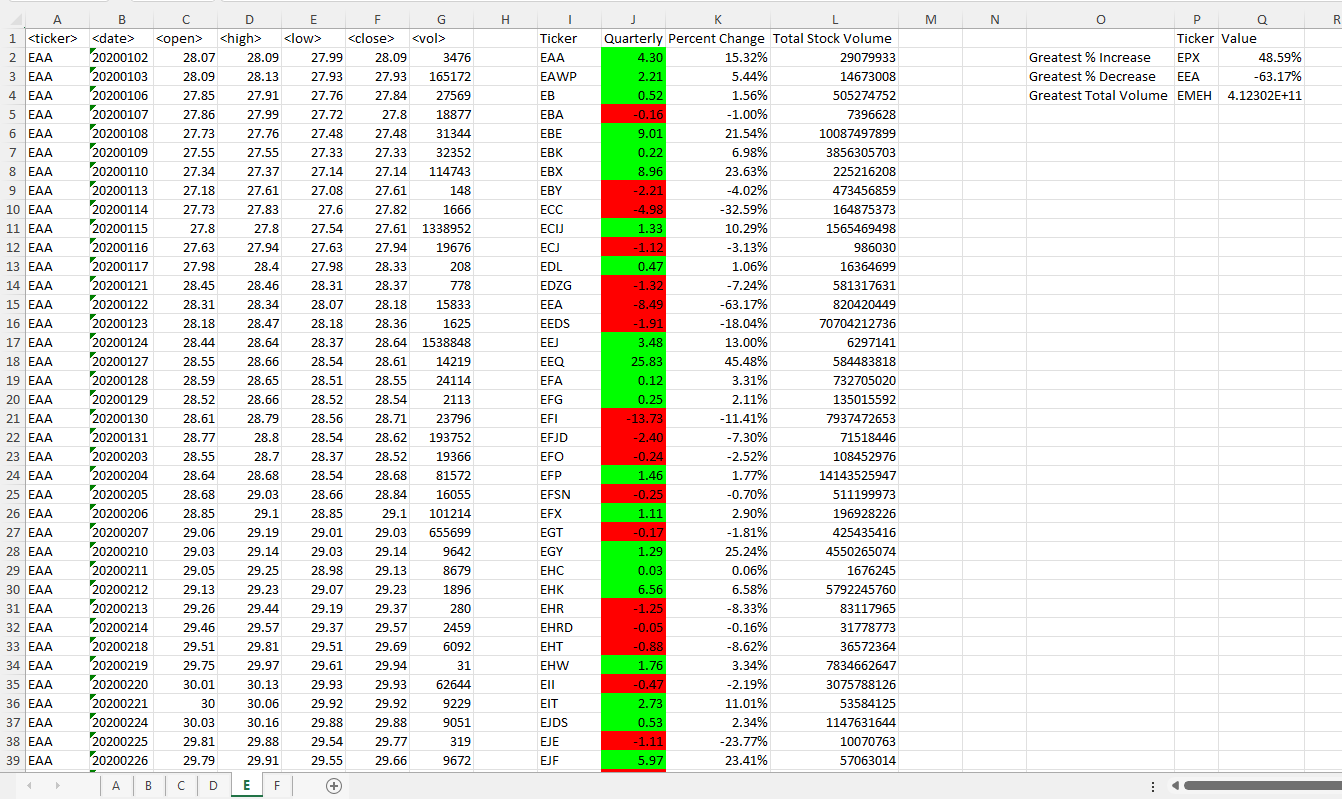 A B C D E F G H I J K L M N O P Q R
1 <ticker> <date> <open> <high> <low> <close> <vol> Ticker Quarterly Percent Change Total Stock Volume Ticker Value
2 EAA 20200102 28.07 28.09 27.99 28.09 3476 EAA 4.30 15.32% 29079933 Greatest % Increase EPX 48.59%
3 EAA 20200103 28.09 28.13 27.93 27.93 165172 EAWP 2.21 5.44% 14673008 Greatest % Decrease EEA -63.17%
4 EAA 20200106 27.85 27.91 27.76 27.84 27569 EB 0.52 1.56% 505274752 Greatest Total Volume EMEH 4.12302E+11
5 EAA 20200107 27.86 27.99 27.72 27.8 18877 EBA -0.16 -1.00% 7396628
6 EAA 20200108 27.73 27.76 27.48 27.48 31344 EBE 9.01 21.54% 10087497899
7 EAA 20200109 27.55 27.55 27.33 27.33 32352 EBK 0.22 6.98% 3856305703
8 EAA 20200110 27.34 27.37 27.14 27.14 114743 EBX 8.96 23.63% 225216208
9 EAA 20200113 27.18 27.61 27.08 27.61 148 EBY -2.21 -4.02% 473456859
10 EAA 20200114 27.73 27.83 27.6 27.82 1666 ECC -4.98 -32.59% 164875373
11 EAA 20200115 27.8 27.8 27.54 27.61 1338952 ECIJ 1.33 10.29% 1565469498
12 EAA 20200116 27.63 27.94 27.63 27.94 19676 ECJ -1.12 -3.13% 986030
13 EAA 20200117 27.98 28.4 27.98 28.33 208 EDL 0.47 1.06% 16364699
14 EAA 20200121 28.45 28.46 28.31 28.37 778 EDZG -1.32 -7.24% 581317631
15 EAA 20200122 28.31 28.34 28.07 28.18 15833 EEA -8.49 -63.17% 820420449
16 EAA 20200123 28.18 28.47 28.18 28.36 1625 EEDS -1.91 -18.04% 70704212736
17 EAA 20200124 28.44 28.64 28.37 28.64 1538848 EEJ 3.48 13.00% 6297141
18 EAA 20200127 28.55 28.66 28.54 28.61 14219 EEQ 25.83 45.48% 584483818
19 EAA 20200128 28.59 28.65 28.51 28.55 24114 EFA 0.12 3.31% 732705020
20 EAA 20200129 28.52 28.66 28.52 28.54 2113 EFG 0.25 2.11% 135015592
21 EAA 20200130 28.61 28.79 28.56 28.71 23796 EFI -13.73 -11.41% 7937472653
22 EAA 20200131 28.77 28.8 28.54 28.62 193752 EFJD -2.40 -7.30% 71518446
23 EAA 20200203 28.55 28.7 28.37 28.52 19366 EFO -0.24 -2.52% 108452976
24 EAA 20200204 28.64 28.68 28.54 28.68 81572 EFP 1.46 1.77% 14143525947
25 EAA 20200205 28.68 29.03 28.66 28.84 16055 EFSN -0.25 -0.70% 511199973
26 EAA 20200206 28.85 29.1 28.85 29.1 101214 EFX 1.11 2.90% 196928226
27 EAA 20200207 29.06 29.19 29.01 29.03 655699 EGT -0.17 -1.81% 425435416
28 EAA 20200210 29.03 29.14 29.03 29.14 9642 EGY 1.29 25.24% 4550265074
29 EAA 20200211 29.05 29.25 28.98 29.13 8679 EHC 0.03 0.06% 1676245
30 EAA 20200212 29.13 29.23 29.07 29.23 1896 EHK 6.56 6.58% 5792245760
31 EAA 20200213 29.26 29.44 29.19 29.37 280 EHR -1.25 -8.33% 83117965
32 EAA 20200214 29.46 29.57 29.37 29.57 2459 EHRD -0.05 -0.16% 31778773
33 EAA 20200218 29.51 29.81 29.51 29.69 6092 EHT -0.88 -8.62% 36572364
34 EAA 20200219 29.75 29.97 29.61 29.94 31 EHW 1.76 3.34% 7834662647
35 EAA 20200220 30.01 30.13 29.93 29.93 62644 EII -0.47 -2.19% 3075788126
36 EAA 20200221 30 30.06 29.92 29.92 9229 EIT 2.73 11.01% 53584125
37 EAA 20200224 30.03 30.16 29.88 29.88 9051 EJDS 0.53 2.34% 1147631644
38 EAA 20200225 29.81 29.88 29.54 29.77 319 EJE -1.11 -23.77% 10070763
39 EAA 20200226 29.79 29.91 29.55 29.66 9672 EJF 5.97 23.41% 57063014
A B C D E F